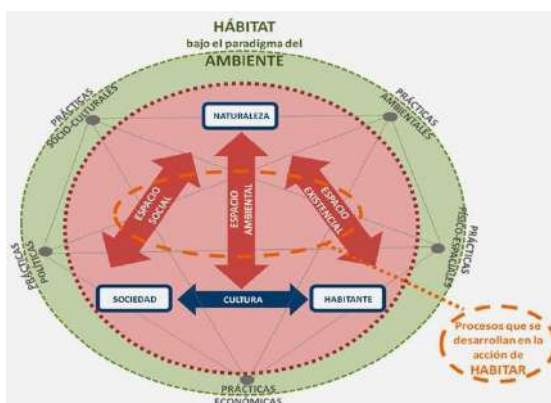 HÁBITAT
bajo el paradigma del
AMBIENTE
PRÁCTICAS
SOCIO-CULTURALES
PRÁCTICAS
AMBIENTALES
NATURALEZA
ESPACIO
SOCIAL
ESPACIO
AMBIENTAL
ESPACIO
EXISTENCIAL
PRÁCTICAS
POLÍTICAS
PRÁCTICAS
FÍSICO-ESPACIALES
SOCIEDAD
CULTURA
HABITANTE
Procesos que se
desarrollan en la
acción de
HABITAR
PRÁCTICAS
ECONÓMICAS